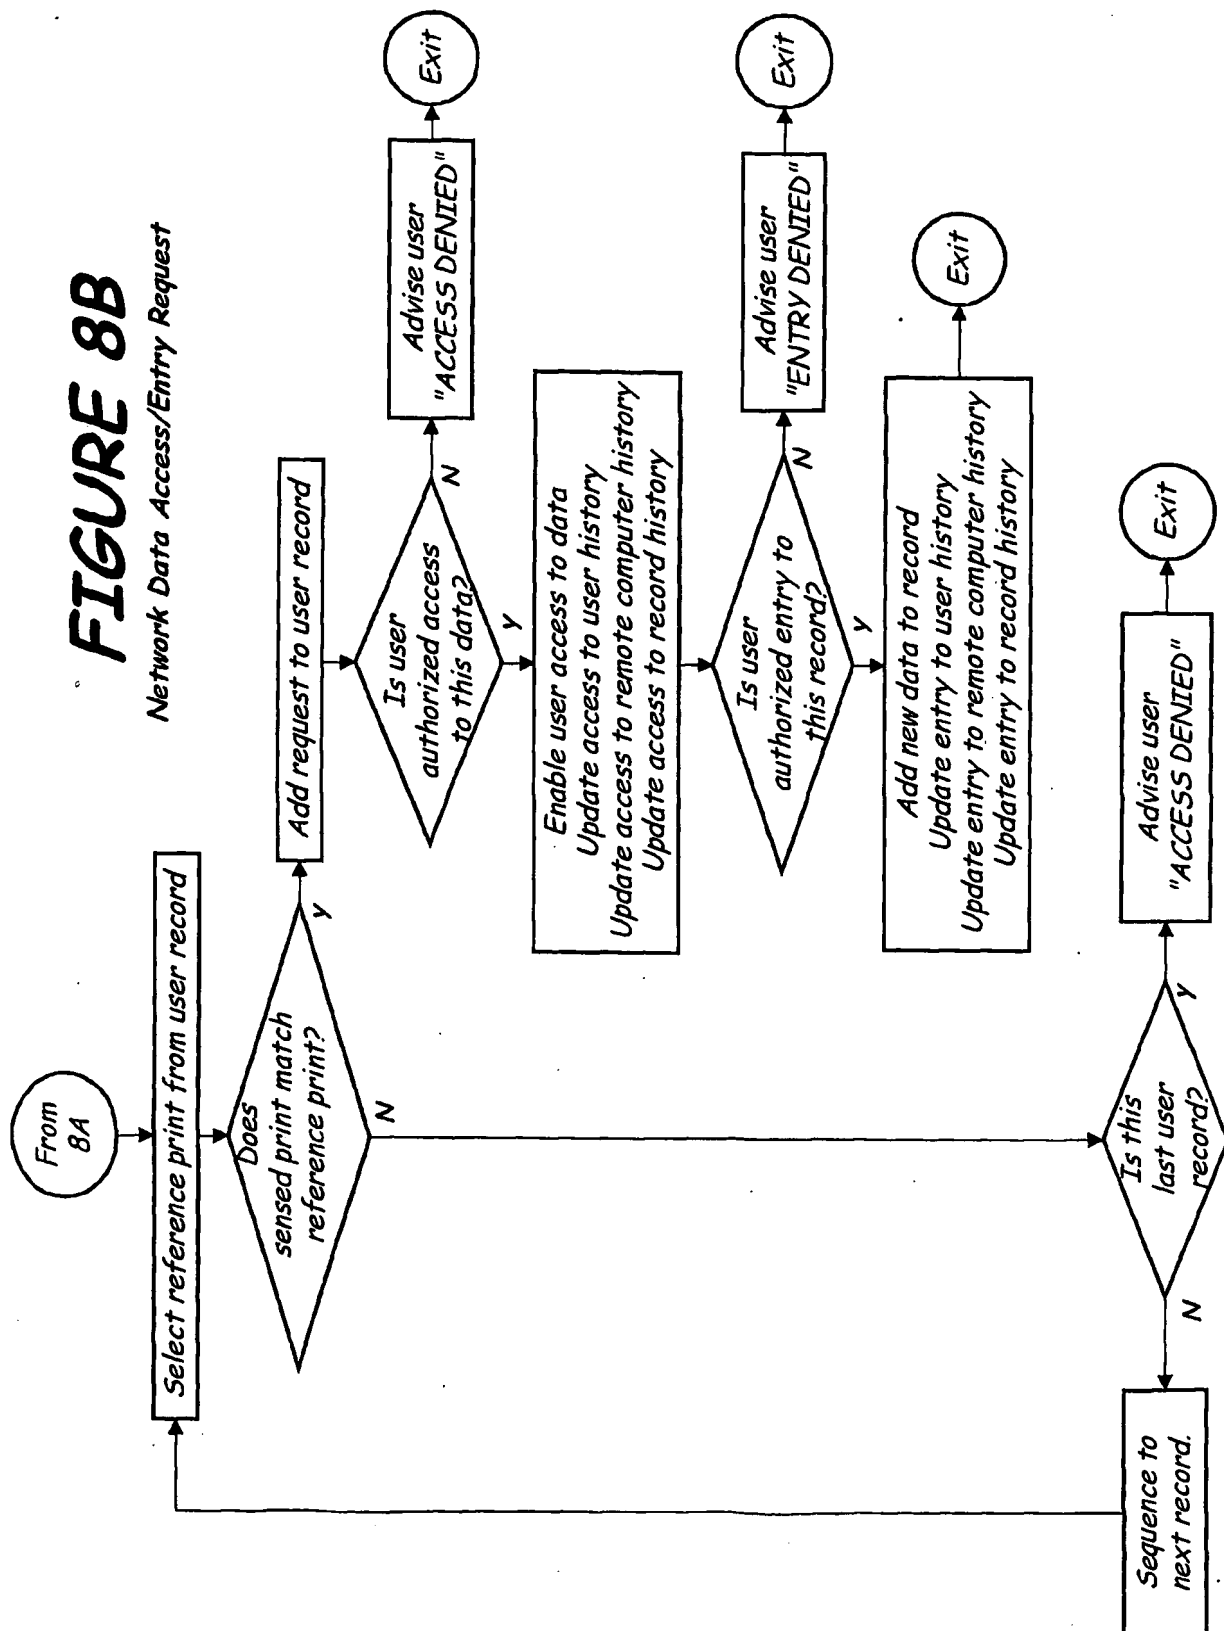 FIGURE 8B
Network Data Access/Entry Request
From
8A
Select reference print from user record
Does
sensed print match
reference print?
Y
N
Add request to user record
Is user
authorized access
to this data?
N
Y
Advise user
"ACCESS DENIED"
Exit
Enable user access to data
Update access to user history
Update access to remote computer history
Update access to record history
Is user
authorized entry to
this record?
N
Y
Advise user
"ENTRY DENIED"
Exit
Add new data to record
Update entry to user history
Update entry to remote computer history
Update entry to record history
Exit
Is this
last user
record?
Y
N
Advise user
"ACCESS DENIED"
Exit
Sequence to
next record.